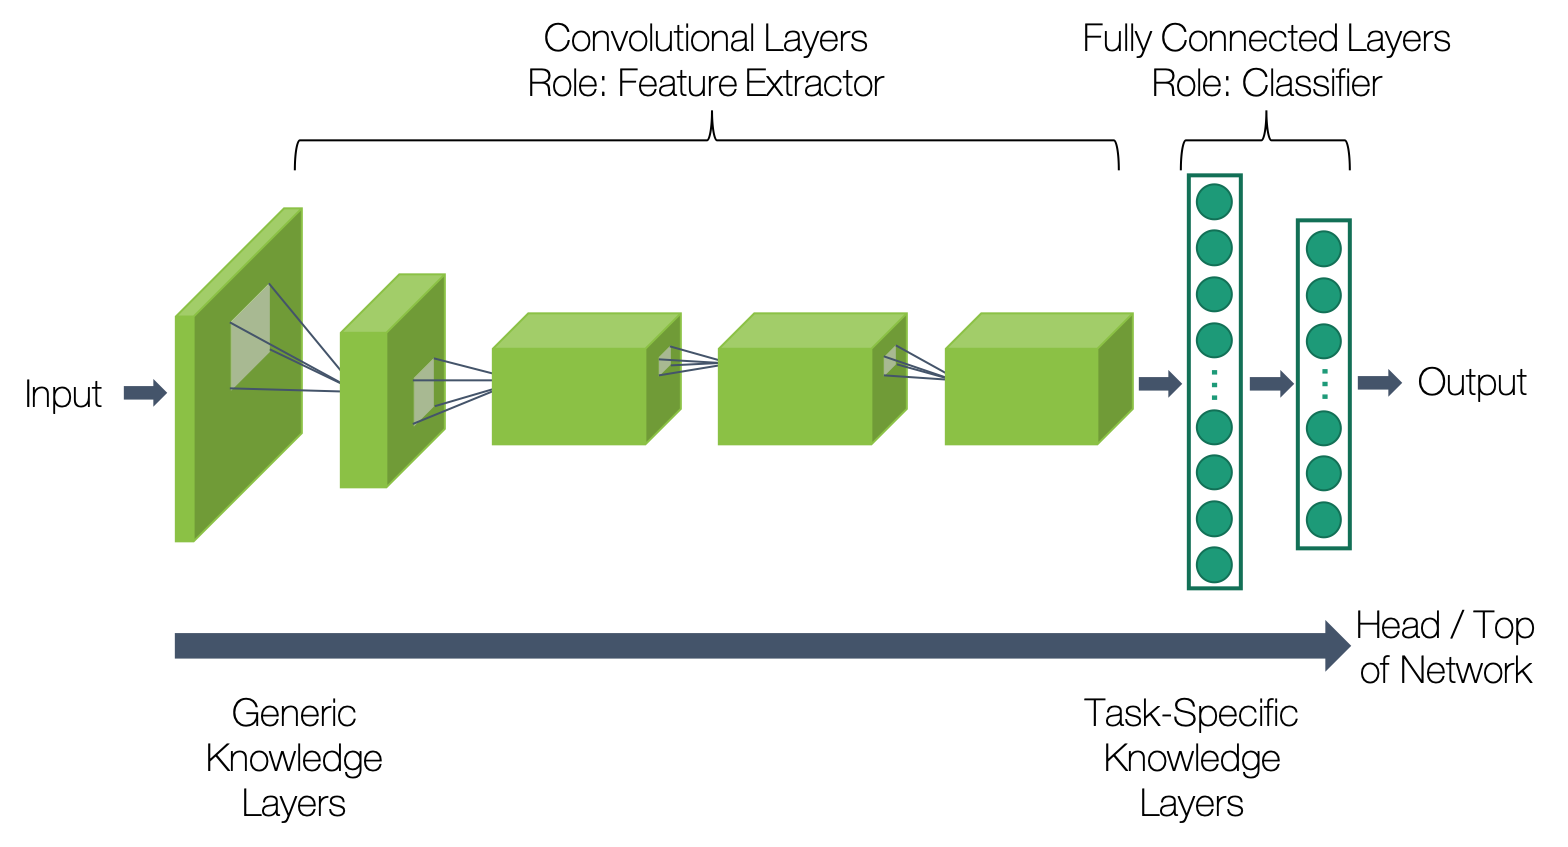 Convolutional Layers
Role: Feature Extractor
Fully Connected Layers
Role: Classifier
Input
Output
Head / Top
of Network
Generic
Knowledge
Layers
Task-Specific
Knowledge
Layers